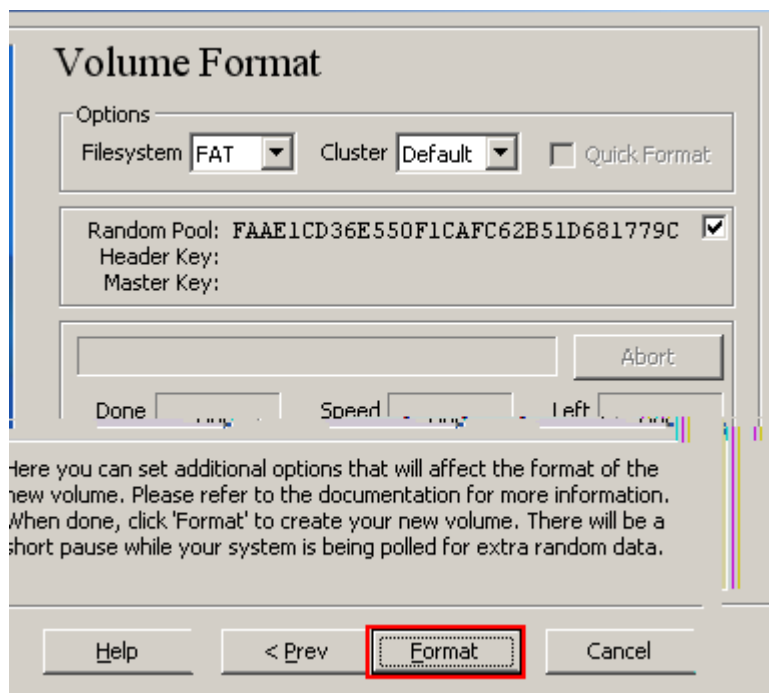 Volume Format
Options
Filesystem FAT Cluster Default Quick Format
Random Pool: FAAE1CD36E550F1CAFC62B51D681779C
Header Key:
Master Key:
Abort
Done Speed Left
Here you can set additional options that will affect the format of the
new volume. Please refer to the documentation for more information.
When done, click 'Format' to create your new volume. There will be a
short pause while your system is being polled for extra random data.
Help < Prev Format Cancel